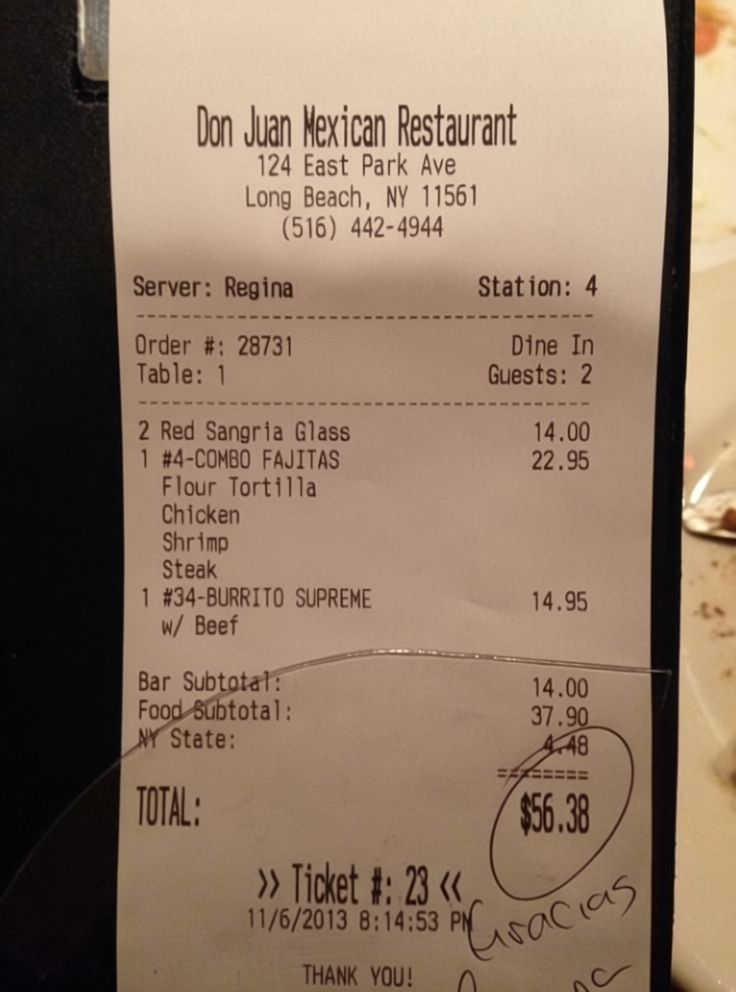 Don Juan Mexican Restaurant
124 East Park Ave
Long Beach, NY 11561
(516) 442-4944
Server: Regina Station: 4
Order #: 28731 Dine In
Table: 1 Guests: 2
2 Red Sangria Glass 14.00
1 #4-COMBO FAJITAS 22.95
Flour Tortilla
Chicken
Shrimp
Steak
1 #34-BURRITO SUPREME 14.95
w/ Beef
Bar Subtotal: 14.00
Food Subtotal: 37.90
NY State: 4.48
========
TOTAL: $56.38
>> Ticket #: 23 <<
11/6/2013 8:14:53 PM
Gracias
THANK YOU!